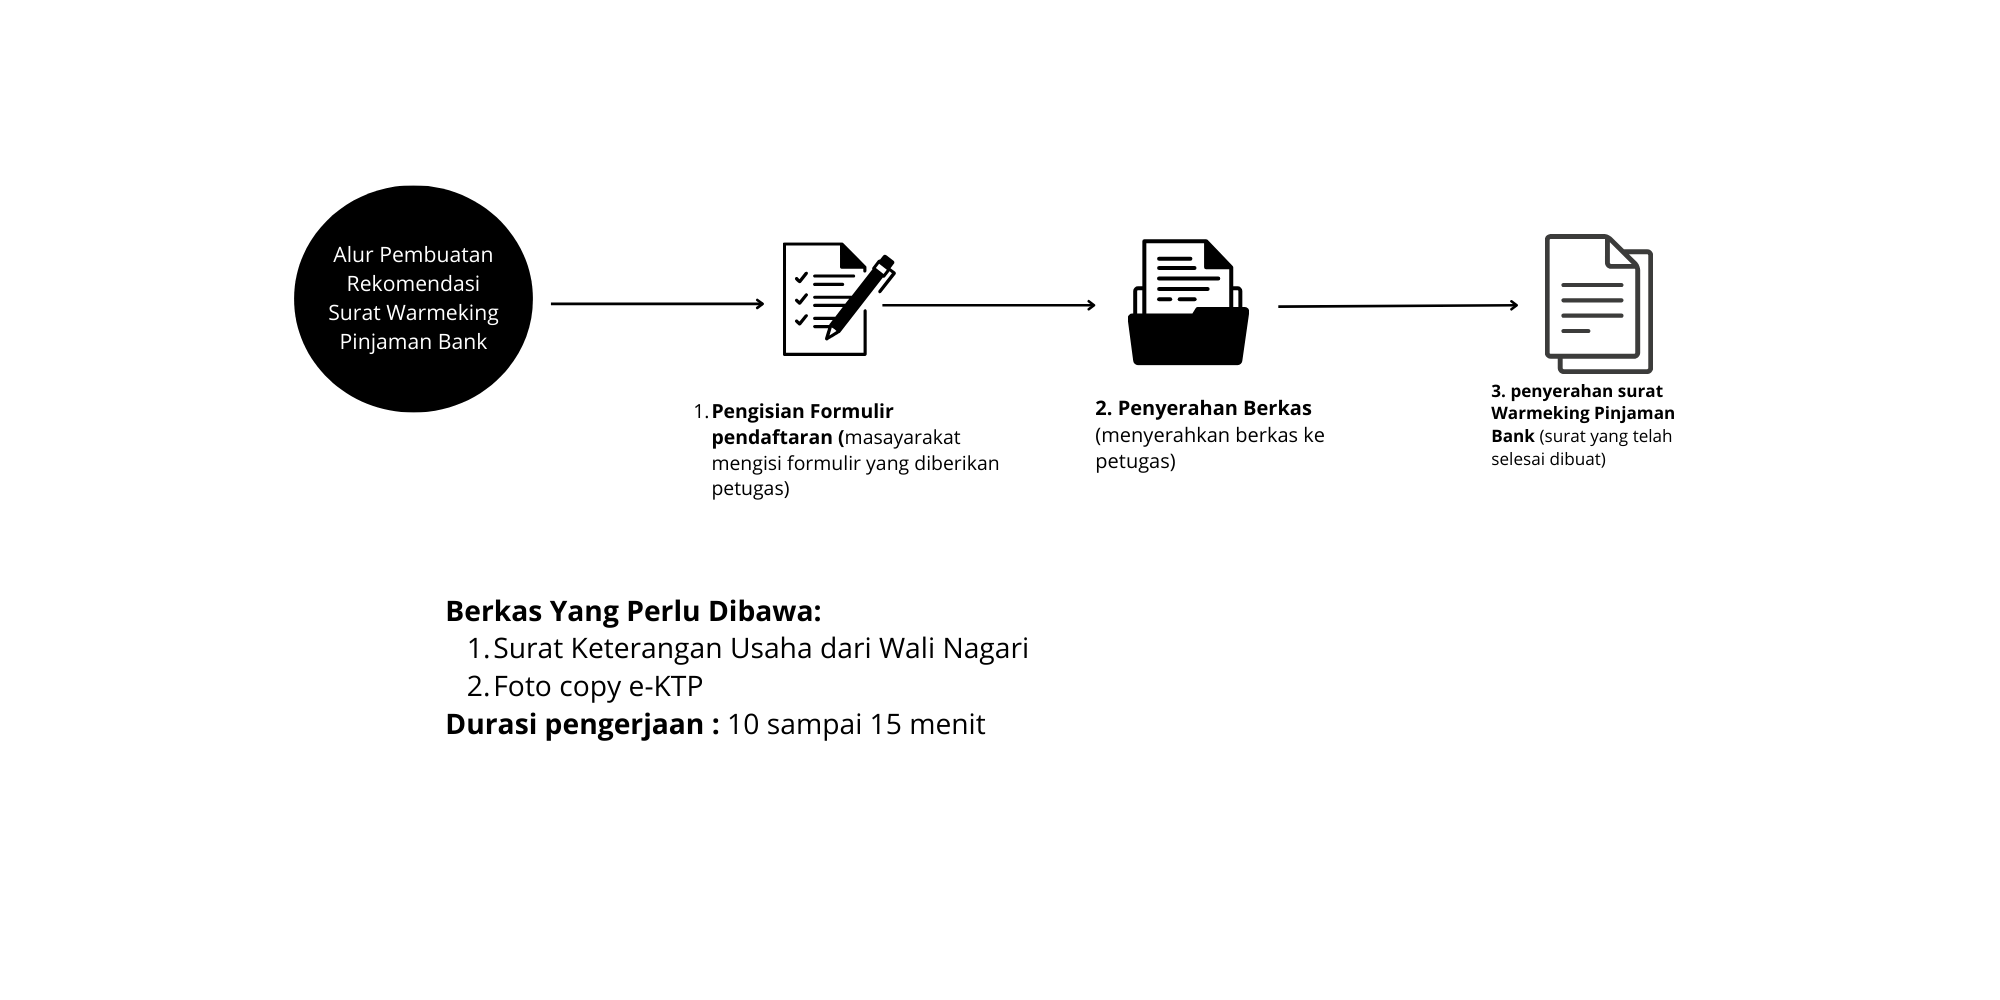 Alur Pembuatan
Rekomendasi
Surat Warmeking
Pinjaman Bank
1. Pengisian Formulir
pendaftaran (masayarakat
mengisi formulir yang diberikan
petugas)
2. Penyerahan Berkas
(menyerahkan berkas ke
petugas)
3. penyerahan surat
Warmeking Pinjaman
Bank (surat yang telah
selesai dibuat)
Berkas Yang Perlu Dibawa:
1. Surat Keterangan Usaha dari Wali Nagari
2. Foto copy e-KTP
Durasi pengerjaan : 10 sampai 15 menit